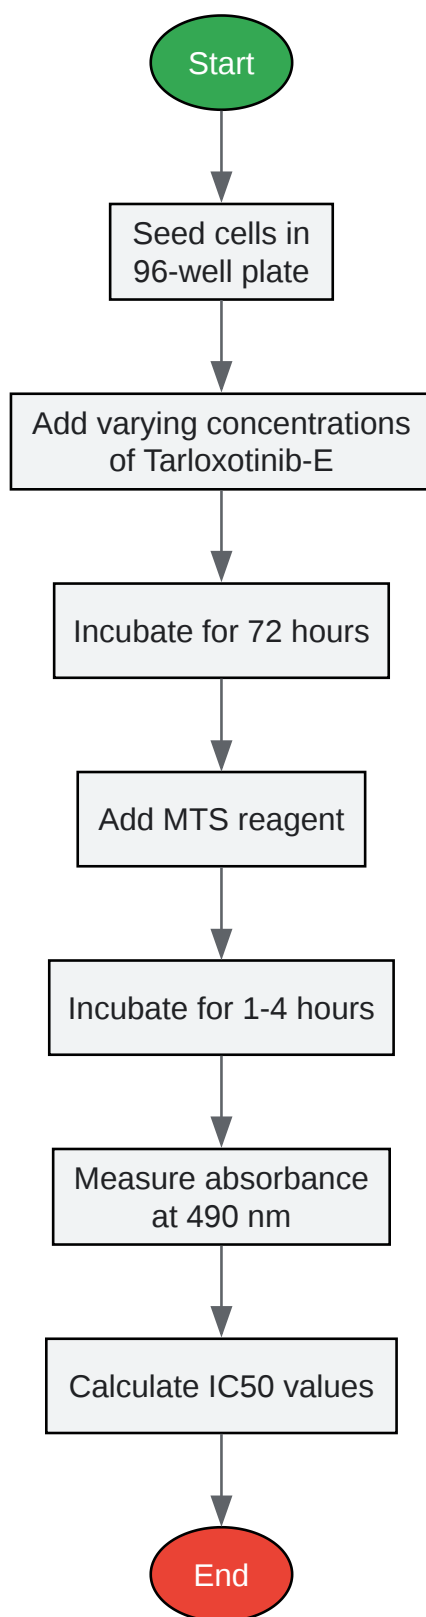 Start
Seed cells in
96-well plate
Add varying concentrations
of Tarloxotinib-E
Incubate for 72 hours
Add MTS reagent
Incubate for 1-4 hours
Measure absorbance
at 490 nm
Calculate IC50 values
End